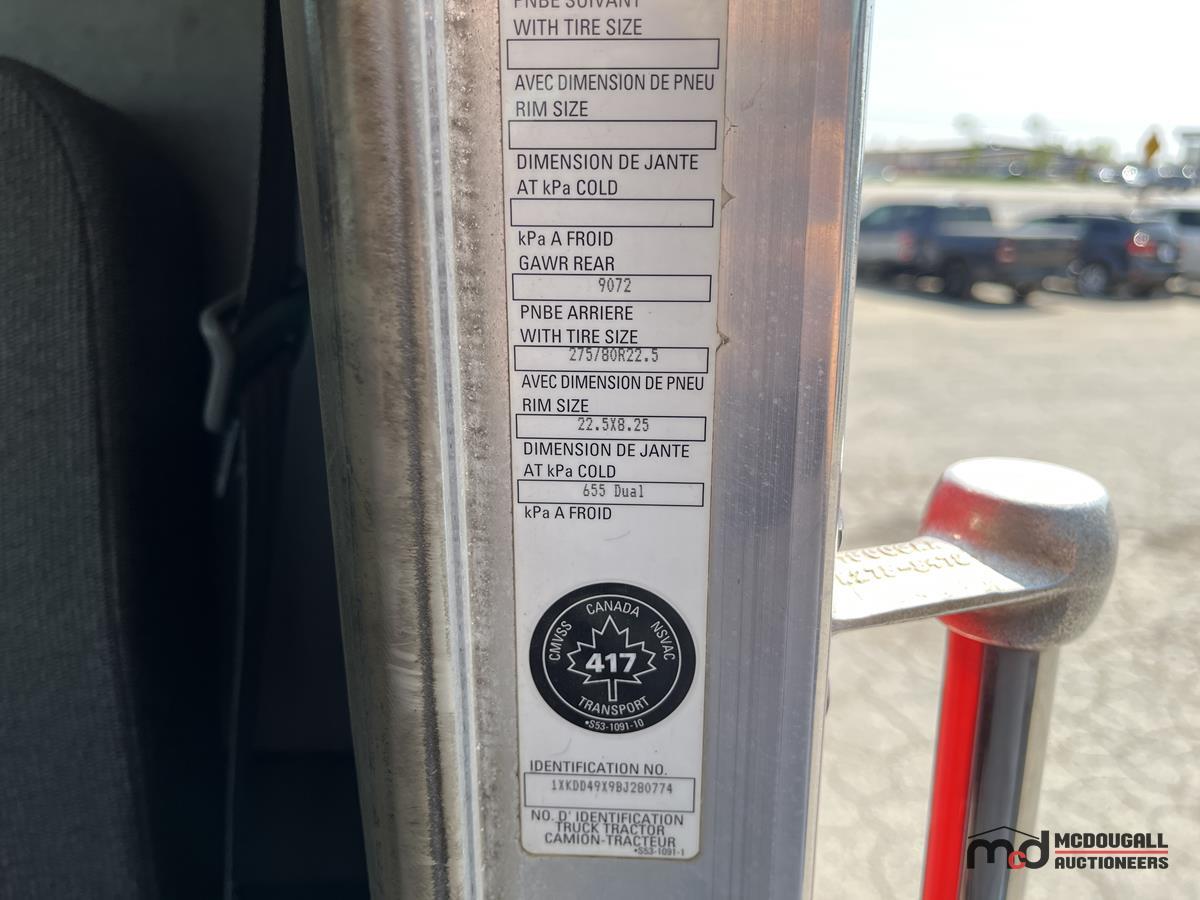 PNBE SUIVANT
WITH TIRE SIZE
AVEC DIMENSION DE PNEU
RIM SIZE
DIMENSION DE JANTE
AT kPa COLD
kPa A FROID
GAWR REAR
9072
PNBE ARRIERE
WITH TIRE SIZE
275/80R22.5
AVEC DIMENSION DE PNEU
RIM SIZE
22.5X8.25
DIMENSION DE JANTE
AT kPa COLD
655 Dual
kPa A FROID
CANADA
CMVSS
NSVAC
417
TRANSPORT
•S53-1091-10
IDENTIFICATION NO.
1XKDD49X9BJ280774
NO. D' IDENTIFICATION
TRUCK TRACTOR
CAMION-TRACTEUR
•S53-1091-1
mcd MCDOUGALL
AUCTIONEERS